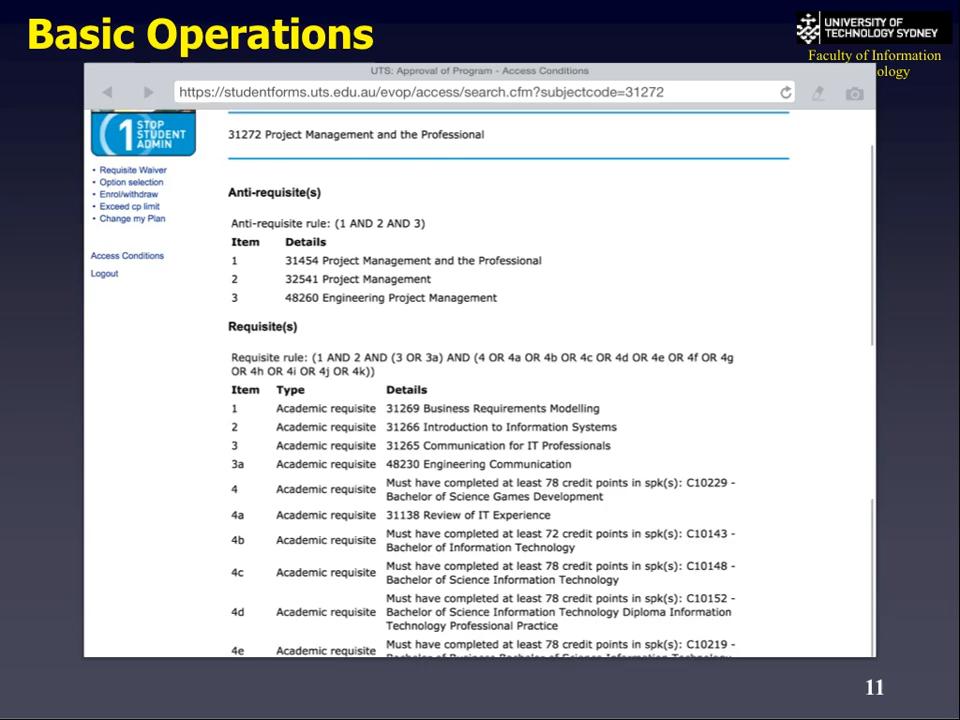 Basic Operations
UNIVERSITY OF
TECHNOLOGY SYDNEY
Faculty of Information
ology
UTS: Approval of Program - Access Conditions
https://studentforms.uts.edu.au/evop/access/search.cfm?subjectcode=31272
1 STOP
STUDENT
ADMIN
31272 Project Management and the Professional
• Requisite Waiver
• Option selection
• Enrol/withdraw
• Exceed cp limit
• Change my Plan
Access Conditions
Logout
Anti-requisite(s)
Anti-requisite rule: (1 AND 2 AND 3)
Item Details
1 31454 Project Management and the Professional
2 32541 Project Management
3 48260 Engineering Project Management
Requisite(s)
Requisite rule: (1 AND 2 AND (3 OR 3a) AND (4 OR 4a OR 4b OR 4c OR 4d OR 4e OR 4f OR 4g
OR 4h OR 4i OR 4j OR 4k))
Item Type Details
1 Academic requisite 31269 Business Requirements Modelling
2 Academic requisite 31266 Introduction to Information Systems
3 Academic requisite 31265 Communication for IT Professionals
3a Academic requisite 48230 Engineering Communication
4 Academic requisite Must have completed at least 78 credit points in spk(s): C10229 -
Bachelor of Science Games Development
4a Academic requisite 31138 Review of IT Experience
4b Academic requisite Must have completed at least 72 credit points in spk(s): C10143 -
Bachelor of Information Technology
4c Academic requisite Must have completed at least 78 credit points in spk(s): C10148 -
Bachelor of Science Information Technology
4d Academic requisite Must have completed at least 78 credit points in spk(s): C10152 -
Bachelor of Science Information Technology Diploma Information
Technology Professional Practice
4e Academic requisite Must have completed at least 78 credit points in spk(s): C10219 -
Bachelor of Business Bachelor of Science Information Technology
11